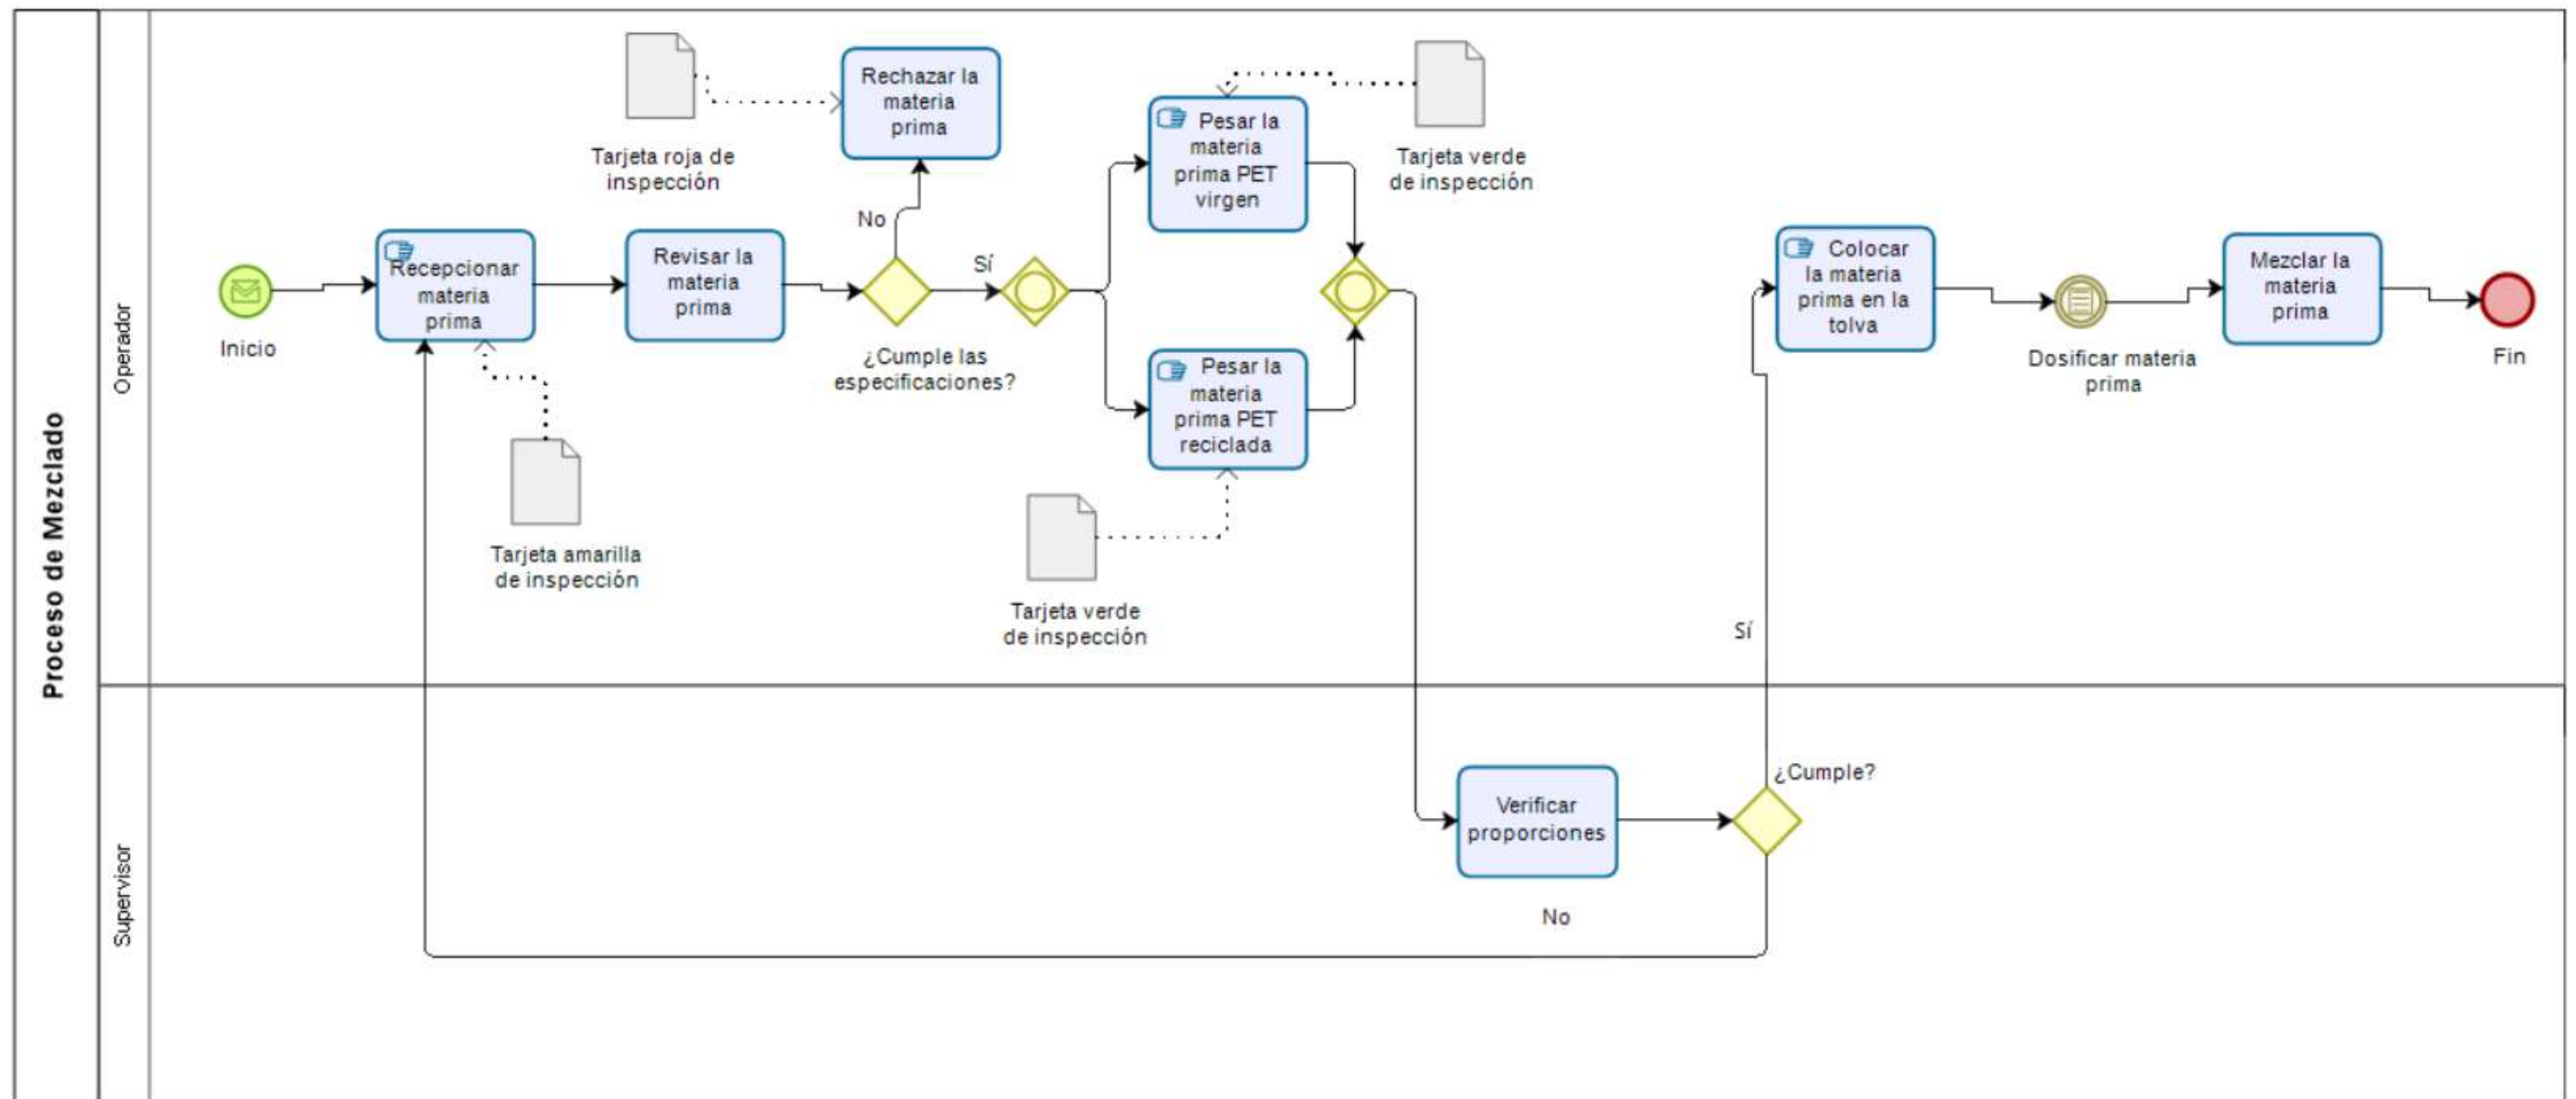 Proceso de Mezclado
Operador
Supervisor
Inicio
Recepcionar
materia
prima
Tarjeta amarilla
de inspección
Revisar la
materia
prima
Tarjeta roja de
inspección
Rechazar la
materia
prima
No
¿Cumple las
especificaciones?
Sí
Pesar la
materia
prima PET
virgen
Tarjeta verde
de inspección
Pesar la
materia
prima PET
reciclada
Tarjeta verde
de inspección
Verificar
proporciones
¿Cumple?
No
Sí
Colocar
la materia
prima en la
tolva
Dosificar materia
prima
Mezclar la
materia
prima
Fin